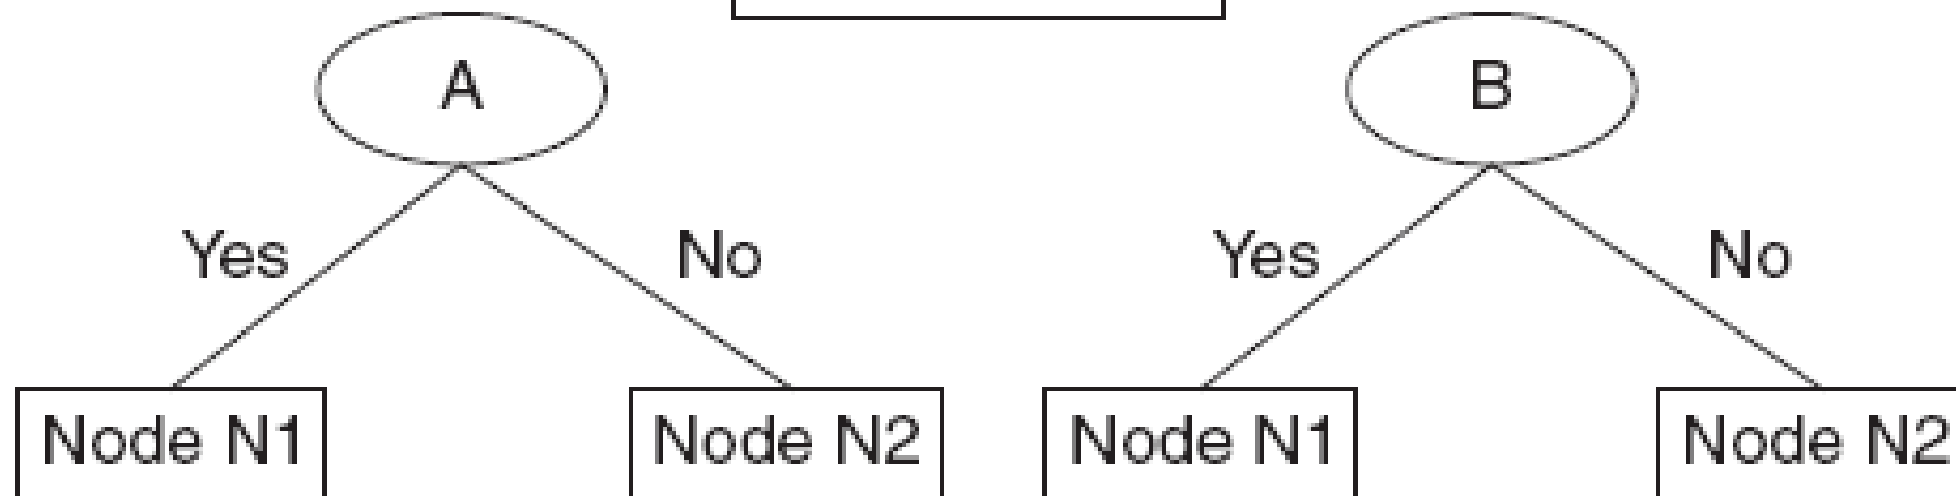 A B
Yes No Yes No
Node N1 Node N2 Node N1 Node N2